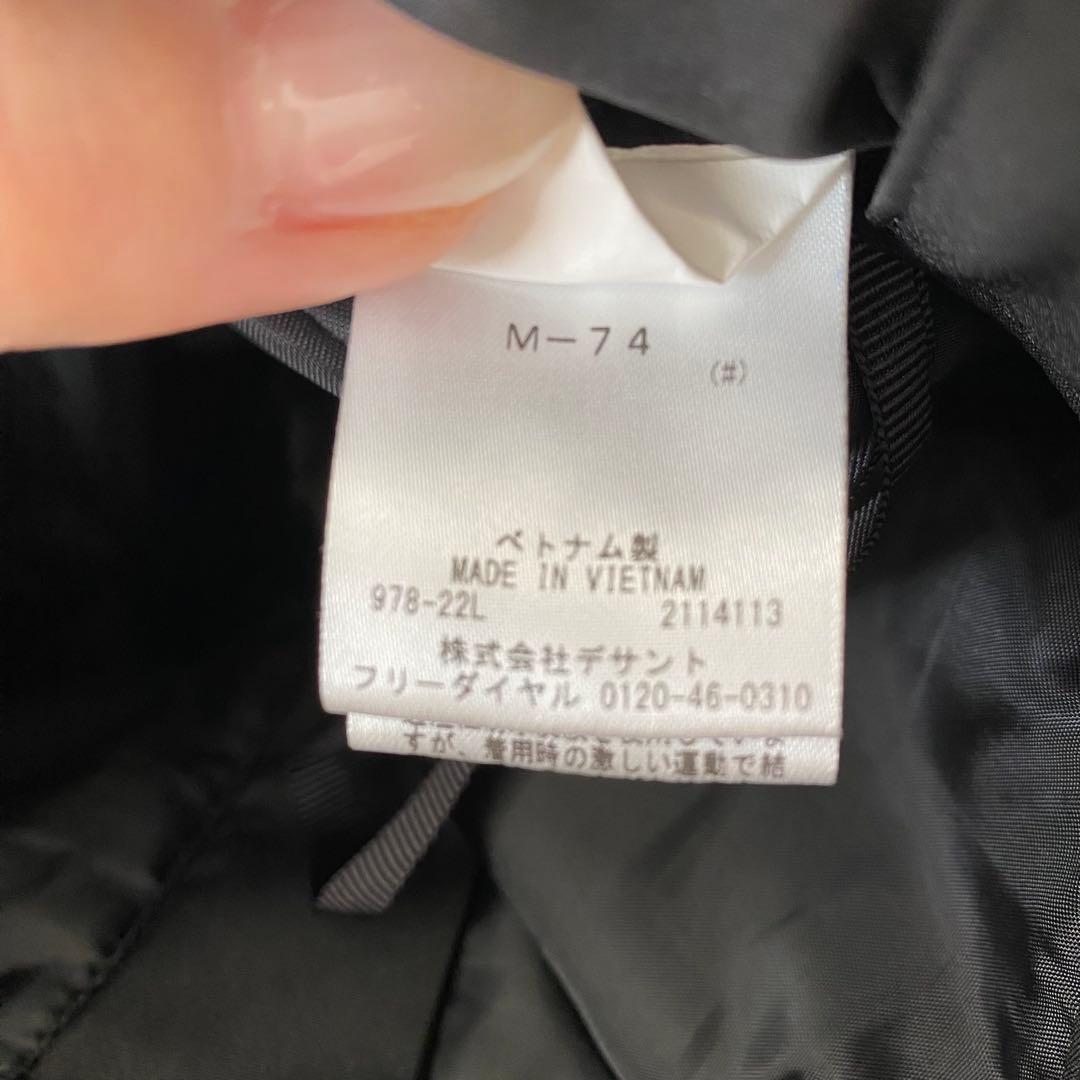 M-74
(#)
ベトナム製
MADE IN VIETNAM
978-22L 2114113
株式会社デサント
フリーダイヤル 0120-46-0310
すが、着用時の激しい運動で結